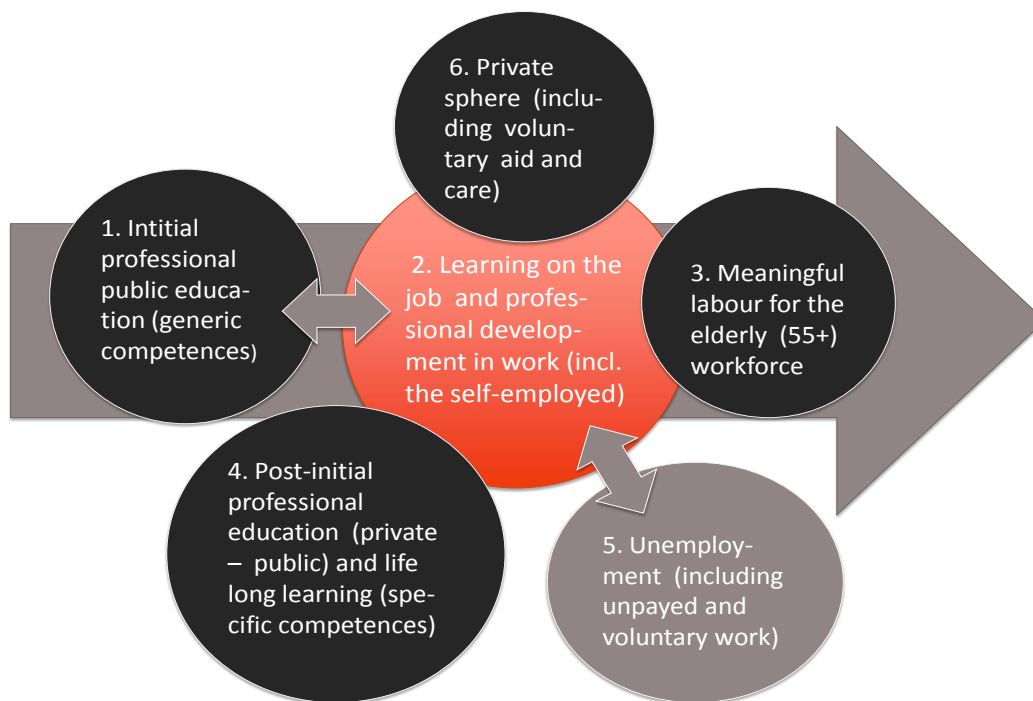 1. Intitial
professional
public educa-
tion (generic
competences)
2. Learning on the
job and profes-
sional develop-
ment in work (incl.
the self-employed)
3. Meaningful
labour for the
elderly (55+)
workforce
4. Post-initial
professional
education (private
– public) and life
long learning (spe-
cific competences)
5. Unemploy-
ment (including
unpayed and
voluntary work)
6. Private
sphere (inclu-
ding volun-
tary aid and
care)